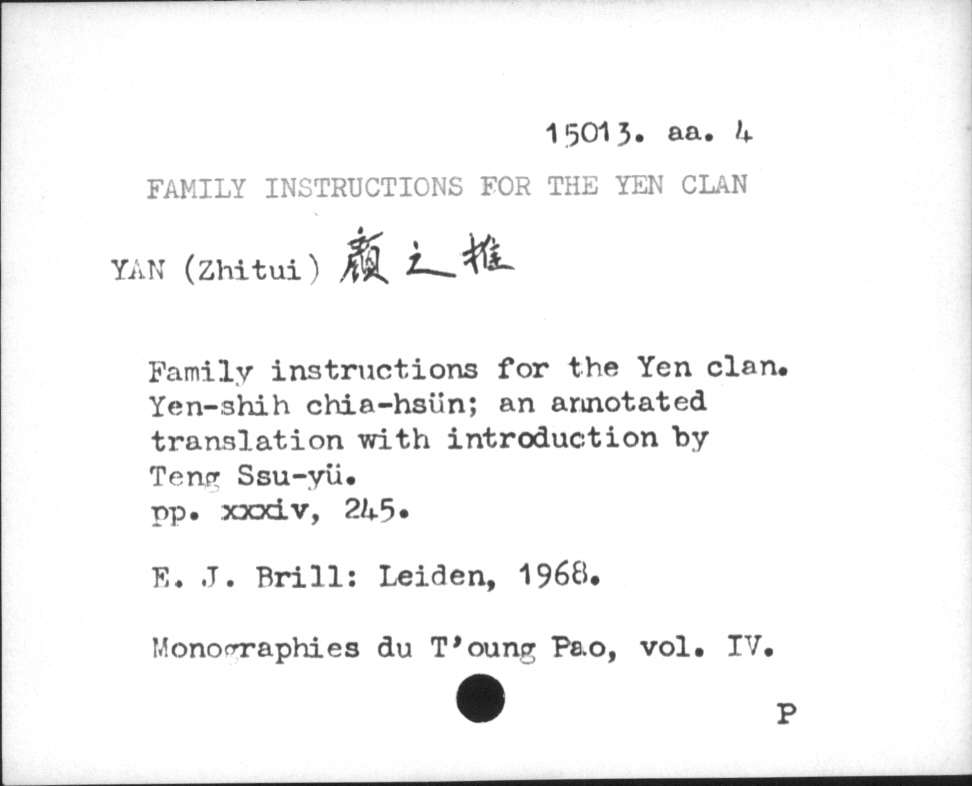 15013. aa. 4
FAMILY INSTRUCTIONS FOR THE YEN CLAN
YAN (Zhitui) 顏之推
Family instructions for the Yen clan.
Yen-shih chia-hsün; an annotated
translation with introduction by
Teng Ssu-yü.
pp. xxxiv, 245.
E. J. Brill: Leiden, 1968.
Monographies du T'oung Pao, vol. IV.
P